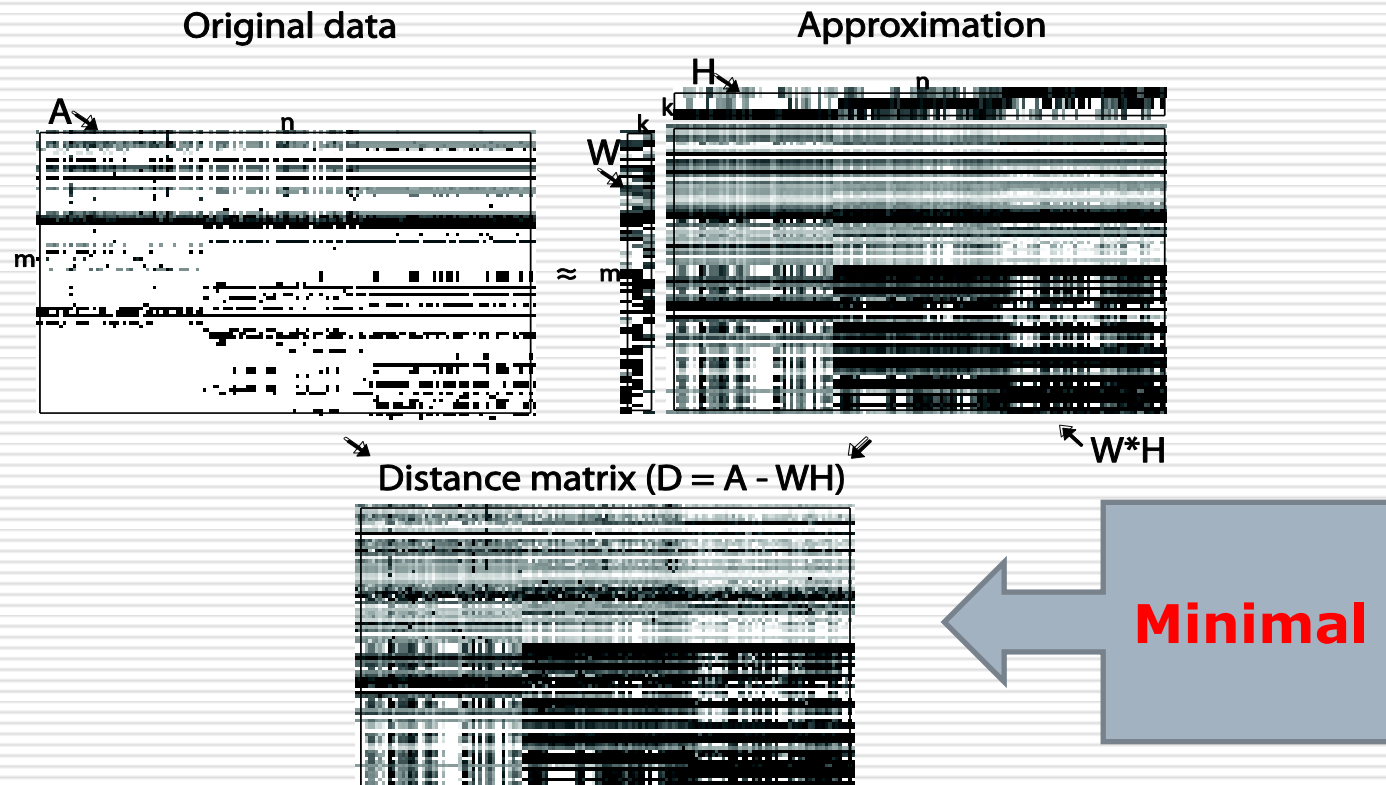 Original data
Approximation
A
n
m
≈
H
n
k
k
W
m
W*H
Distance matrix (D = A - WH)
Minimal